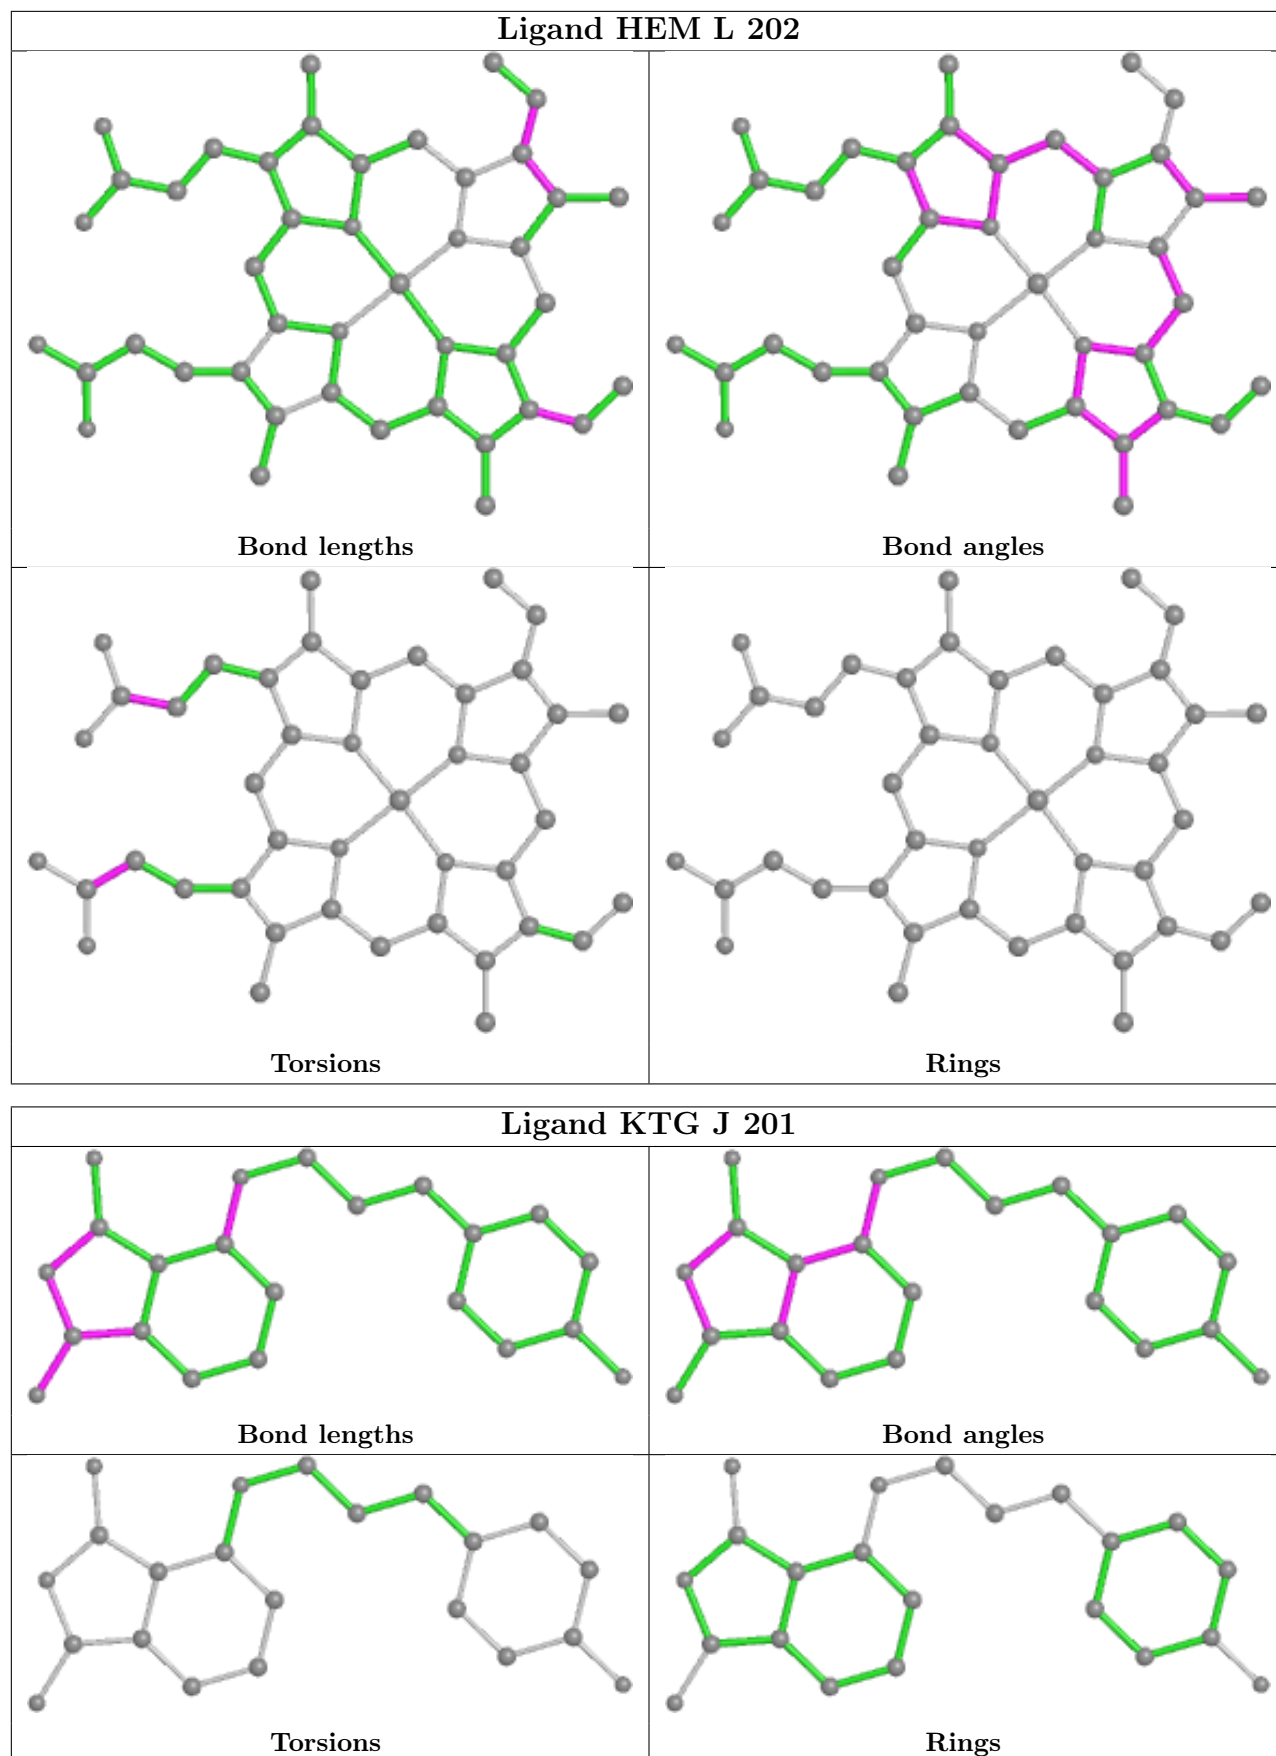 Ligand HEM L 202
Bond lengths
Bond angles
Torsions
Rings
Ligand KTG J 201
Bond lengths
Bond angles
Torsions
Rings